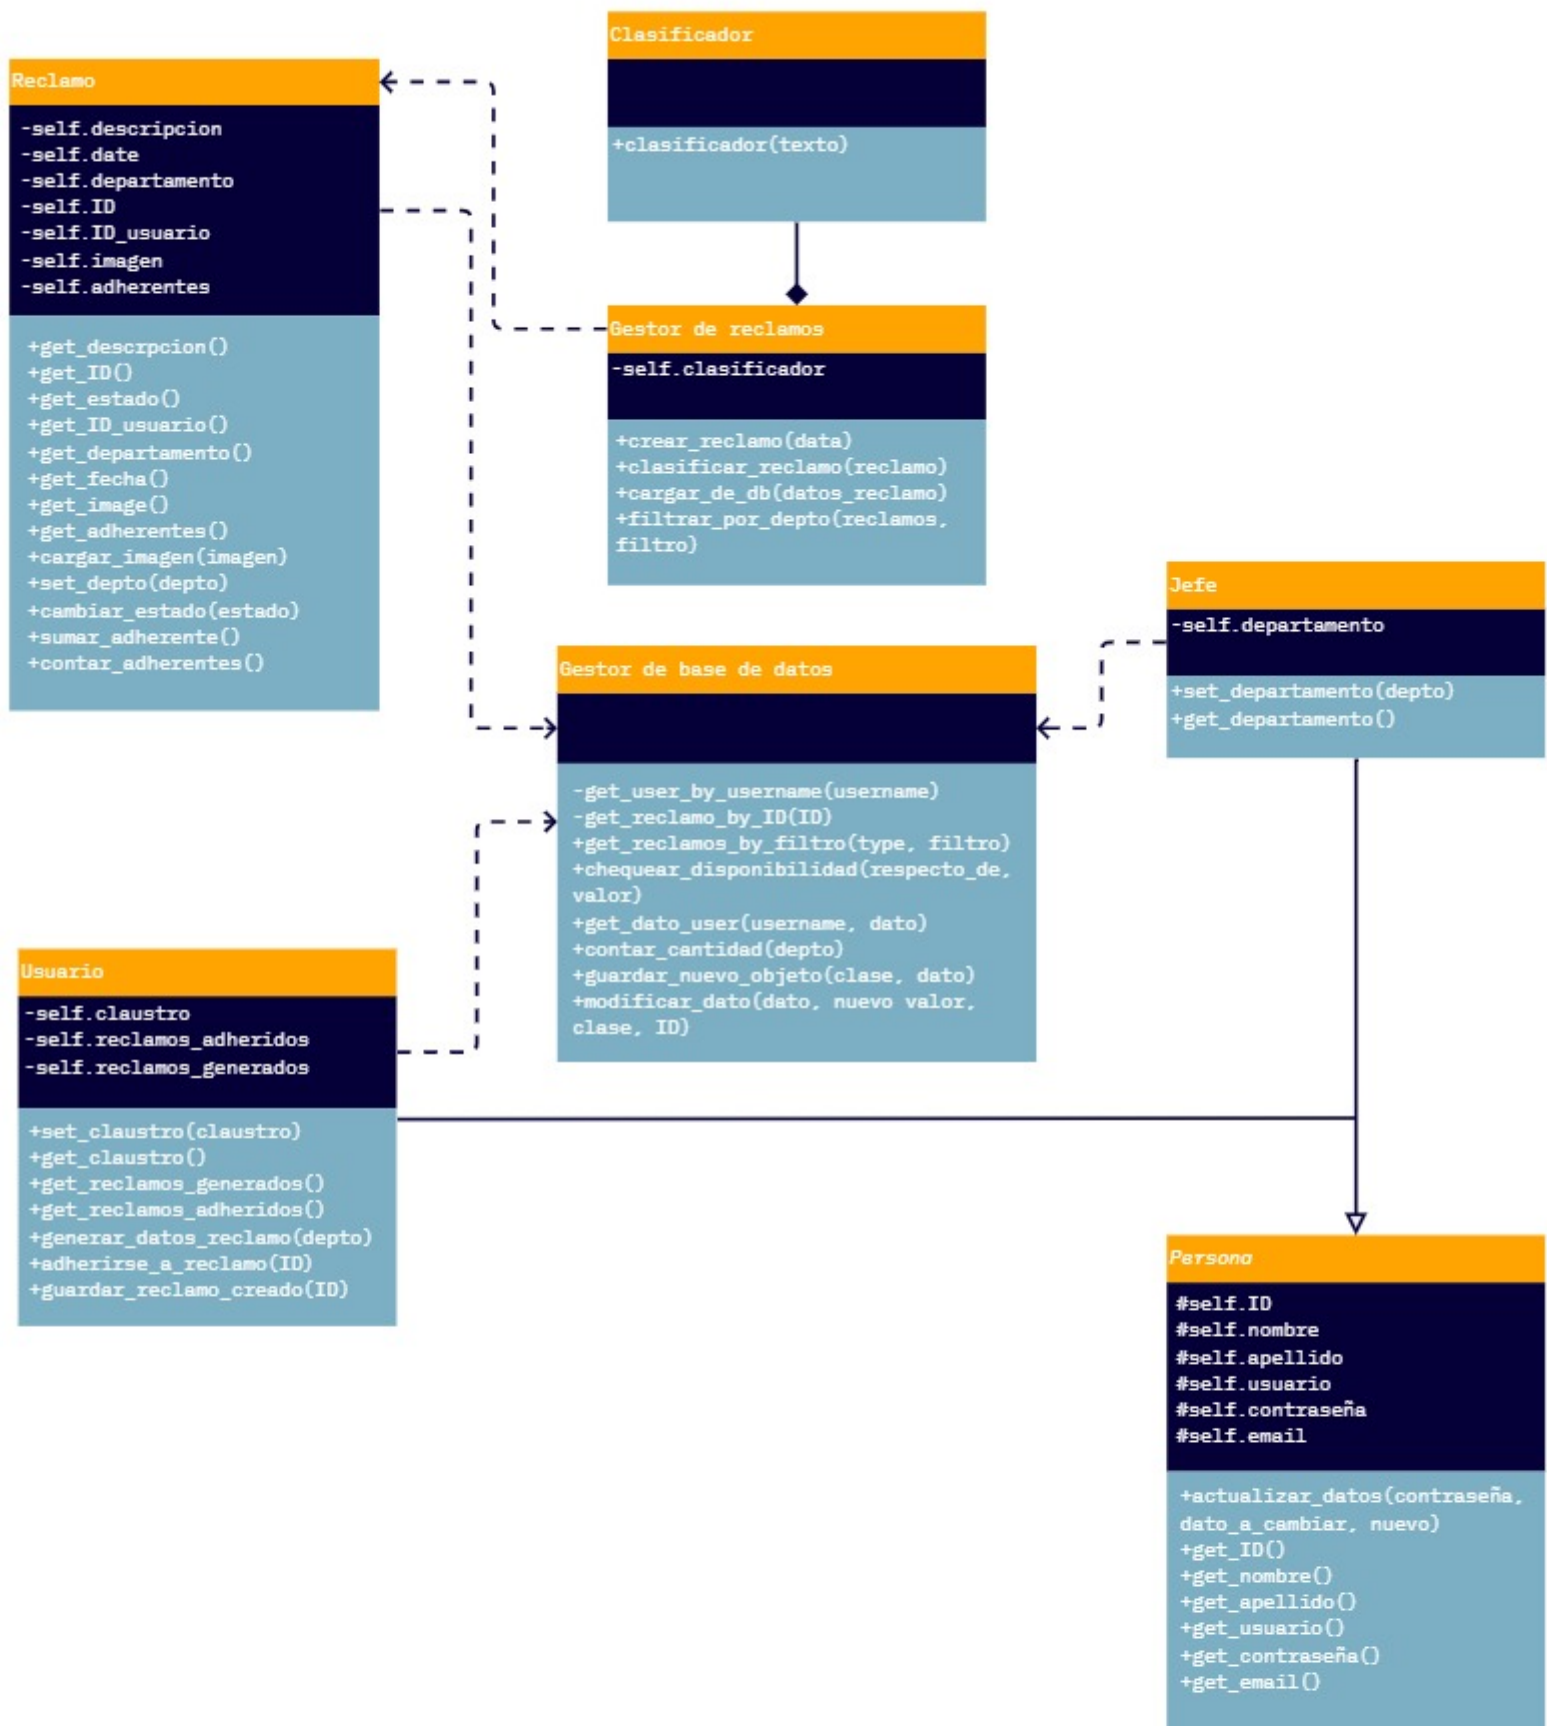 Clasificador
+clasificador(texto)
Reclamo
-self.descripcion
-self.date
-self.departamento
-self.ID
-self.ID_usuario
-self.imagen
-self.adherentes
+get_descrpcion()
+get_ID()
+get_estado()
+get_ID_usuario()
+get_departamento()
+get_fecha()
+get_image()
+get_adherentes()
+cargar_imagen(imagen)
+set_depto(depto)
+cambiar_estado(estado)
+sumar_adherente()
+contar_adherentes()
Gestor de reclamos
-self.clasificador
+crear_reclamo(data)
+clasificar_reclamo(reclamo)
+cargar_de_db(datos_reclamo)
+filtrar_por_depto(reclamos,
filtro)
Jefe
-self.departamento
+set_departamento(depto)
+get_departamento()
Gestor de base de datos
-get_user_by_username(username)
-get_reclamo_by_ID(ID)
+get_reclamos_by_filtro(type, filtro)
+chequear_disponibilidad(respecto_de,
valor)
+get_dato_user(username, dato)
+contar_cantidad(depto)
+guardar_nuevo_objeto(clase, dato)
+modificar_dato(dato, nuevo valor,
clase, ID)
Usuario
-self.claustro
-self.reclamos_adheridos
-self.reclamos_generados
+set_claustro(claustro)
+get_claustro()
+get_reclamos_generados()
+get_reclamos_adheridos()
+generar_datos_reclamo(depto)
+adherirse_a_reclamo(ID)
+guardar_reclamo_creado(ID)
Persona
#self.ID
#self.nombre
#self.apellido
#self.usuario
#self.contraseña
#self.email
+actualizar_datos(contraseña,
dato_a_cambiar, nuevo)
+get_ID()
+get_nombre()
+get_apellido()
+get_usuario()
+get_contraseña()
+get_email()